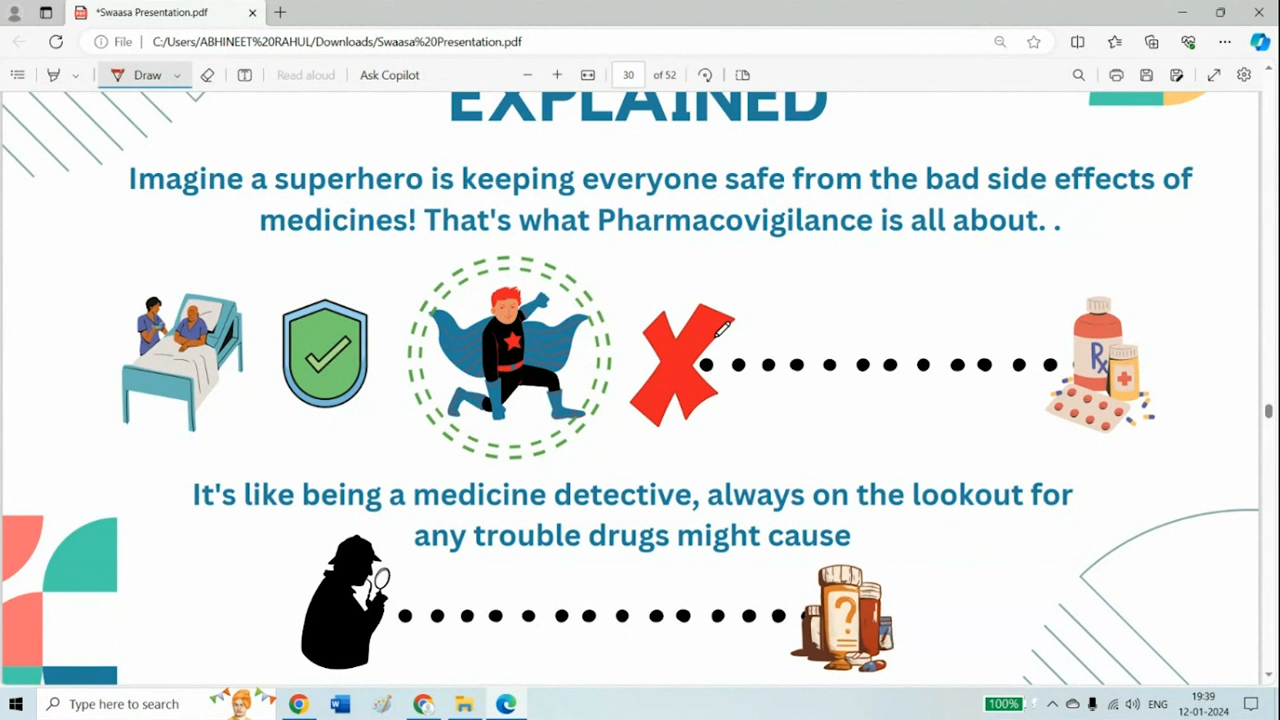 *Swaasa Presentation.pdf
File
C:/Users/ABHINEET%20RAHUL/Downloads/Swaasa%20Presentation.pdf
Draw
Read aloud
Ask Copilot
30 of 52
EXPLAINED
Imagine a superhero is keeping everyone safe from the bad side effects of
medicines! That's what Pharmacovigilance is all about. .
Rx
It's like being a medicine detective, always on the lookout for
any trouble drugs might cause
?
Type here to search
100%
ENG
19:39
12-01-2024